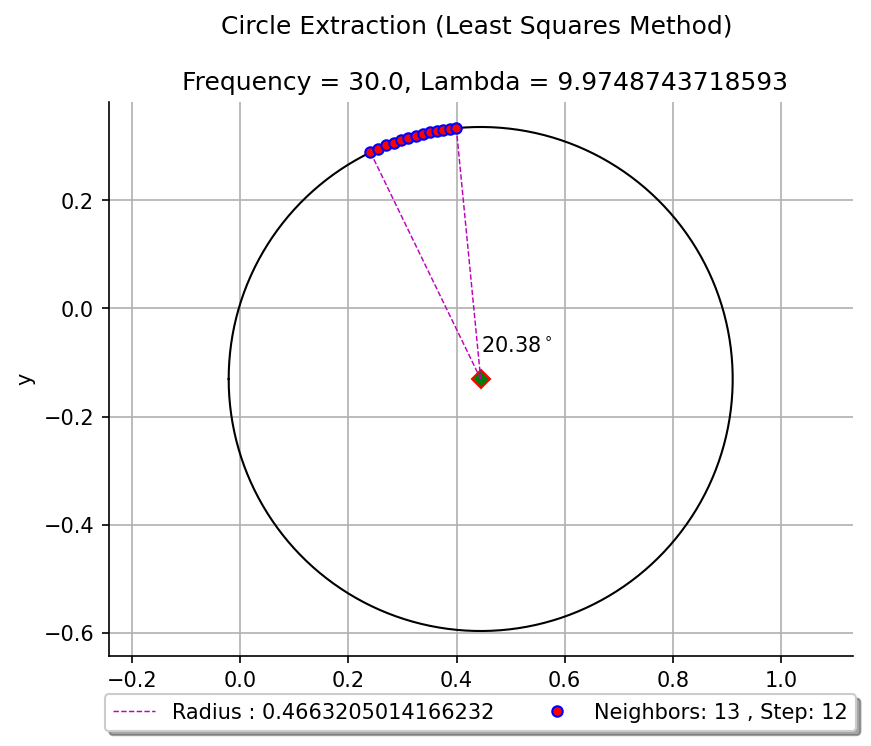 Circle Extraction (Least Squares Method)
Frequency = 30.0, Lambda = 9.9748743718593
0.2
0.0
−0.2
−0.4
−0.6
y
20.38°
−0.2 0.0 0.2 0.4 0.6 0.8 1.0
Radius : 0.4663205014166232 Neighbors: 13 , Step: 12